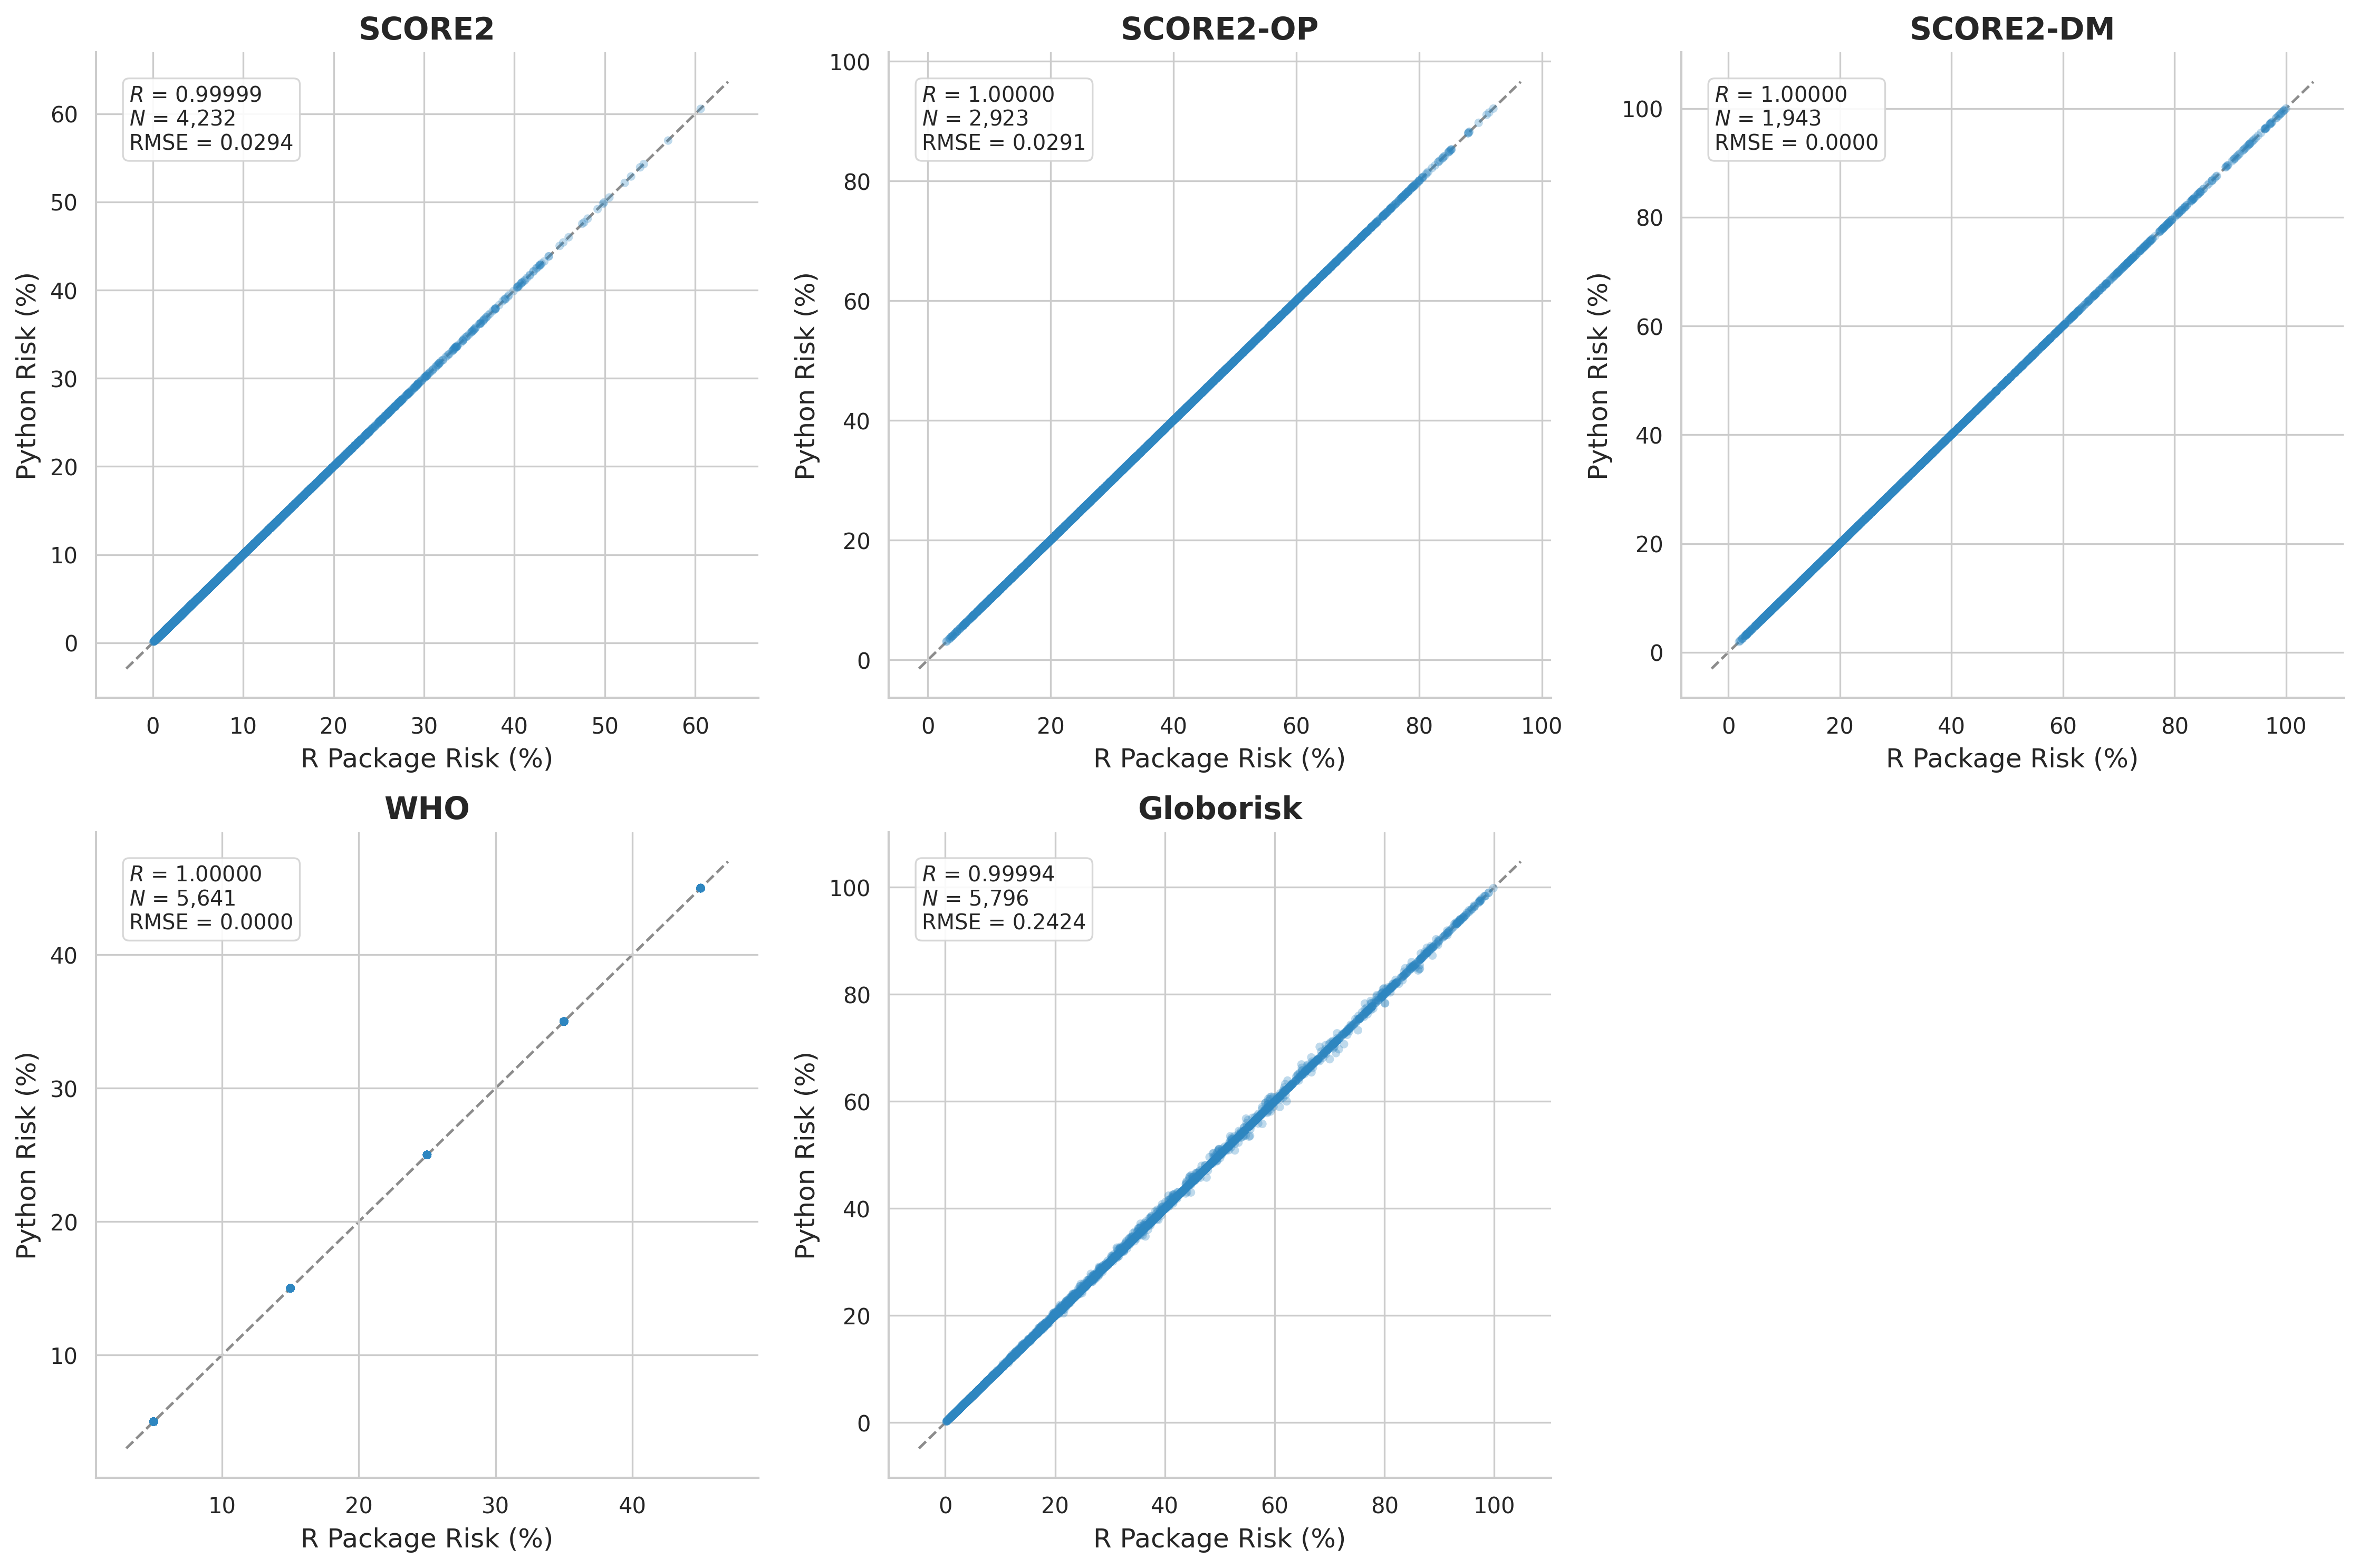 SCORE2
R = 0.99999
N = 4,232
RMSE = 0.0294
60
50
40
30
20
10
0
Python Risk (%)
0 10 20 30 40 50 60
R Package Risk (%)
SCORE2-OP
R = 1.00000
N = 2,923
RMSE = 0.0291
100
80
60
40
20
0
Python Risk (%)
0 20 40 60 80 100
R Package Risk (%)
SCORE2-DM
R = 1.00000
N = 1,943
RMSE = 0.0000
100
80
60
40
20
0
Python Risk (%)
0 20 40 60 80 100
R Package Risk (%)
WHO
R = 1.00000
N = 5,641
RMSE = 0.0000
40
30
20
10
Python Risk (%)
10 20 30 40
R Package Risk (%)
Globorisk
R = 0.99994
N = 5,796
RMSE = 0.2424
100
80
60
40
20
0
Python Risk (%)
0 20 40 60 80 100
R Package Risk (%)